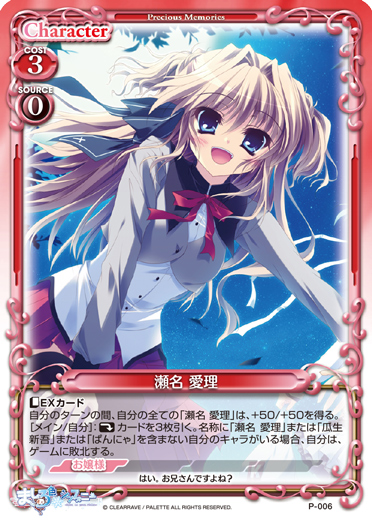 Precious Memories
Character
COST
3
SOURCE
0
瀬名 愛理
EXカード
自分のターンの間、自分の全ての「瀬名 愛理」は、+50/+50を得る。
[メイン/自分]: カードを3枚引く。名称に「瀬名 愛理」または「瓜生
新吾」または「ぱんにゃ」を含まない自分のキャラがいる場合、自分は、
ゲームに敗北する。
お嬢様
はい、お兄さんですよね?
© CLEARRAVE / PALETTE ALL RIGHTS RESERVED.
P-006